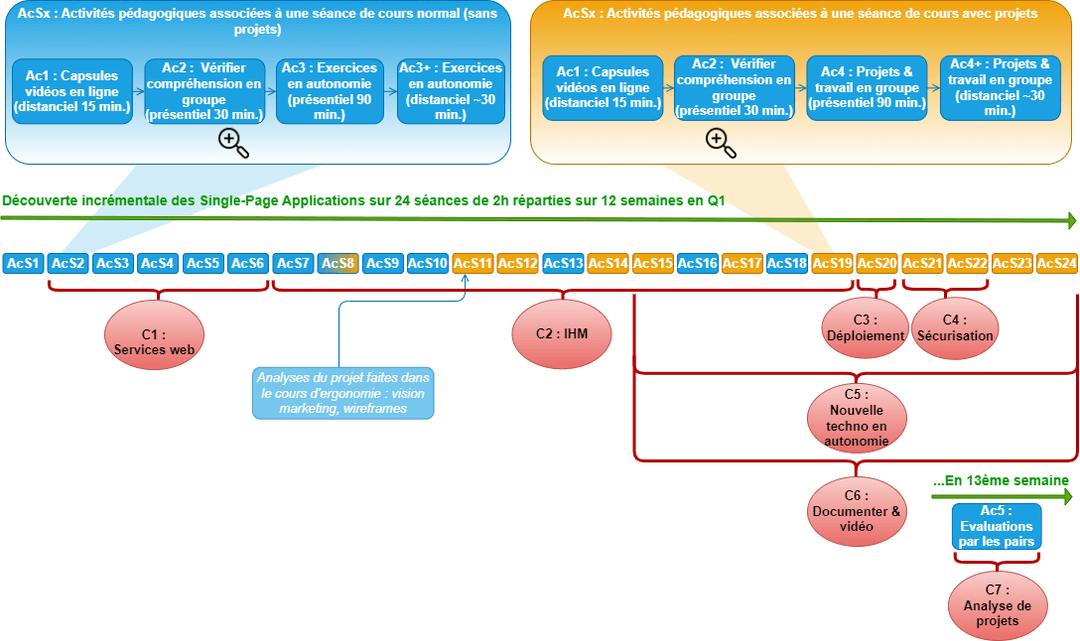 AcSx : Activités pédagogiques associées à une séance de cours normal (sans
projets)
Ac1 : Capsules
vidéos en ligne
(distanciel 15 min.)
Ac2 : Vérifier
compréhension en
groupe
(présentiel 30 min.)
Ac3 : Exercices
en autonomie
(présentiel 90
min.)
Ac3+ : Exercices
en autonomie
(distanciel ~30
min.)
AcSx : Activités pédagogiques associées à une séance de cours avec projets
Ac1 : Capsules
vidéos en ligne
(distanciel 15 min.)
Ac2 : Vérifier
compréhension en
groupe
(présentiel 30 min.)
Ac4 : Projets &
travail en groupe
(présentiel 90 min.)
Ac4+ : Projets &
travail en groupe
(distanciel ~30
min.)
Découverte incrémentale des Single-Page Applications sur 24 séances de 2h réparties sur 12 semaines en Q1
AcS1 AcS2 AcS3 AcS4 AcS5 AcS6 AcS7 AcS8 AcS9 AcS10 AcS11 AcS12 AcS13 AcS14 AcS15 AcS16 AcS17 AcS18 AcS19 AcS20 AcS21 AcS22 AcS23 AcS24
C1 :
Services web
C2 : IHM
C3 :
Déploiement
C4 :
Sécurisation
Analyses du projet faites dans
le cours d'ergonomie : vision
marketing, wireframes
C5 :
Nouvelle
techno en
autonomie
C6 :
Documenter &
vidéo
...En 13ème semaine
Ac5 :
Evaluations
par les pairs
C7 :
Analyse de
projets